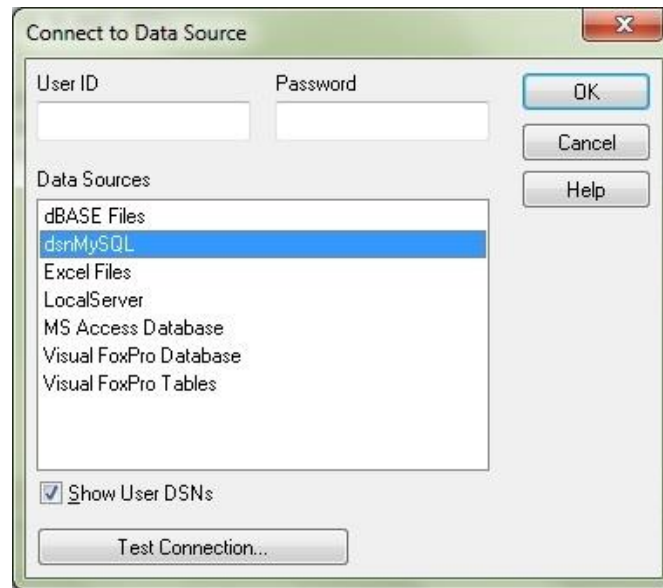 Connect to Data Source
User ID
Password
OK
Cancel
Help
Data Sources
dBASE Files
dsnMySQL
Excel Files
LocalServer
MS Access Database
Visual FoxPro Database
Visual FoxPro Tables
Show User DSNs
Test Connection...